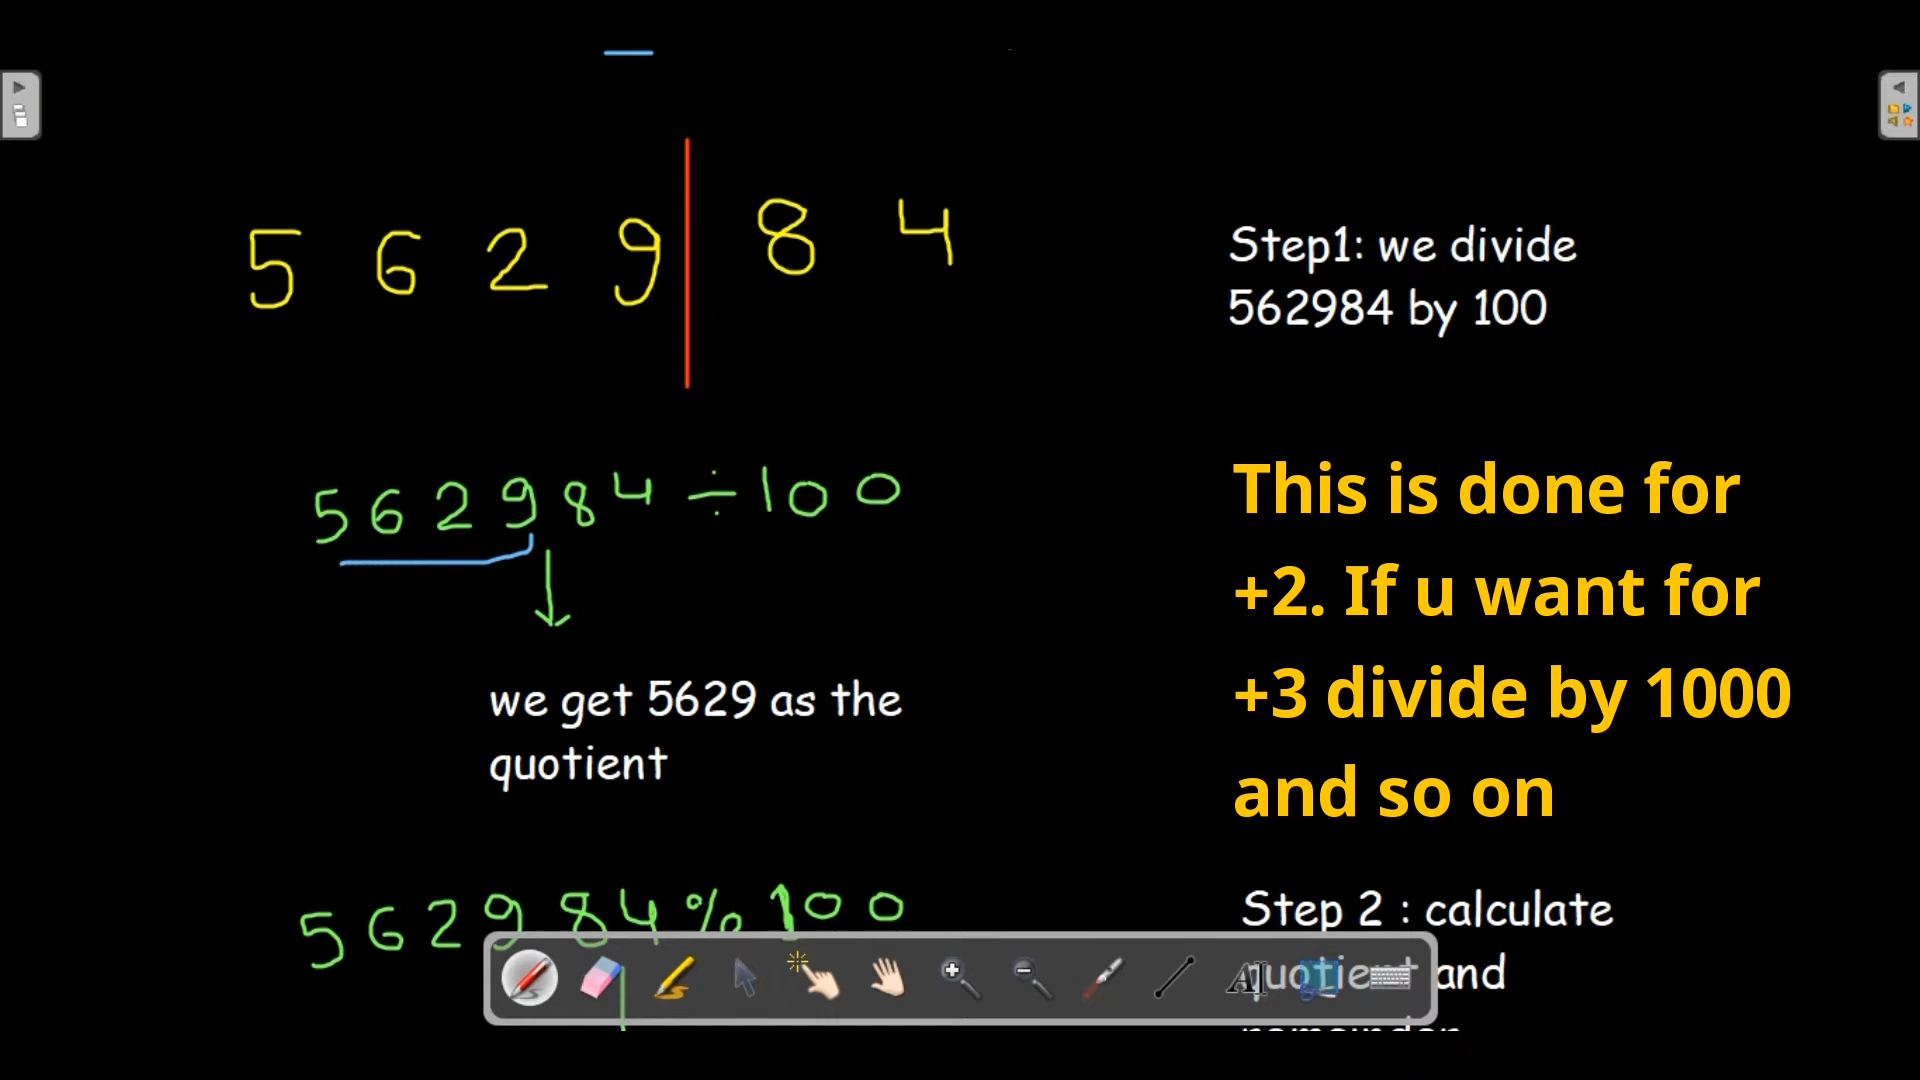 5 6 2 9 8 4
Step1: we divide
562984 by 100
562984 ÷ 100
This is done for
+2. If u want for
+3 divide by 1000
and so on
we get 5629 as the
quotient
562984 % 100
Step 2 : calculate
quotient and
remainder